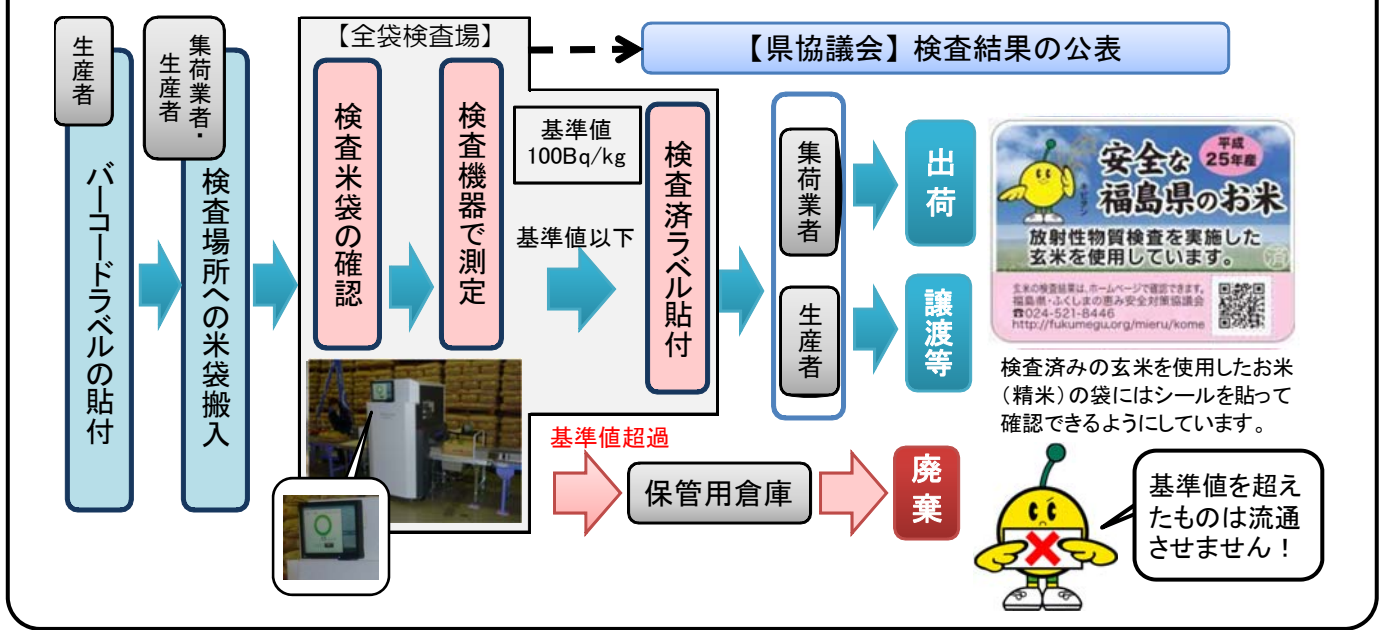 生産者
バーコードラベルの貼付
集荷業者・
生産者
検査場所への米袋搬入
【全袋検査場】
検査米袋の確認
検査機器で測定
基準値
100Bq/kg
基準値以下
検査済ラベル貼付
【県協議会】検査結果の公表
集荷業者
出荷
生産者
譲渡等
基準値超過
保管用倉庫
廃棄
平成
25年産
安全な
福島県のお米
キビタン
放射性物質検査を実施した
玄米を使用しています。
済
玄米の検査結果は、ホームページで確認できます。
福島県・ふくしまの恵み安全対策協議会
☎024-521-8446
http://fukumegu.org/mieru/kome
検査済みの玄米を使用したお米
（精米）の袋にはシールを貼って
確認できるようにしています。
基準値を超え
たものは流通
させません！